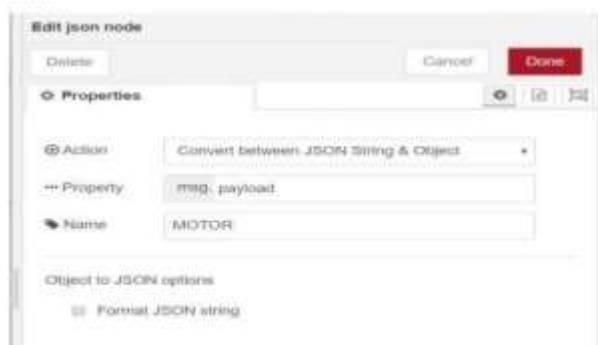 Edit json node
Delete Cancel Done
Properties
Action Convert between JSON String & Object
Property msg. payload
Name MOTOR
Object to JSON options
Format JSON string